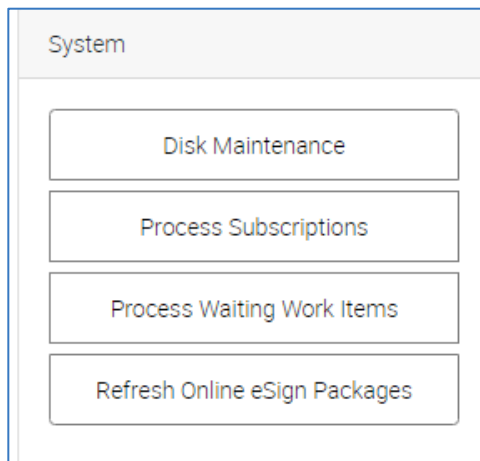 System
Disk Maintenance
Process Subscriptions
Process Waiting Work Items
Refresh Online eSign Packages